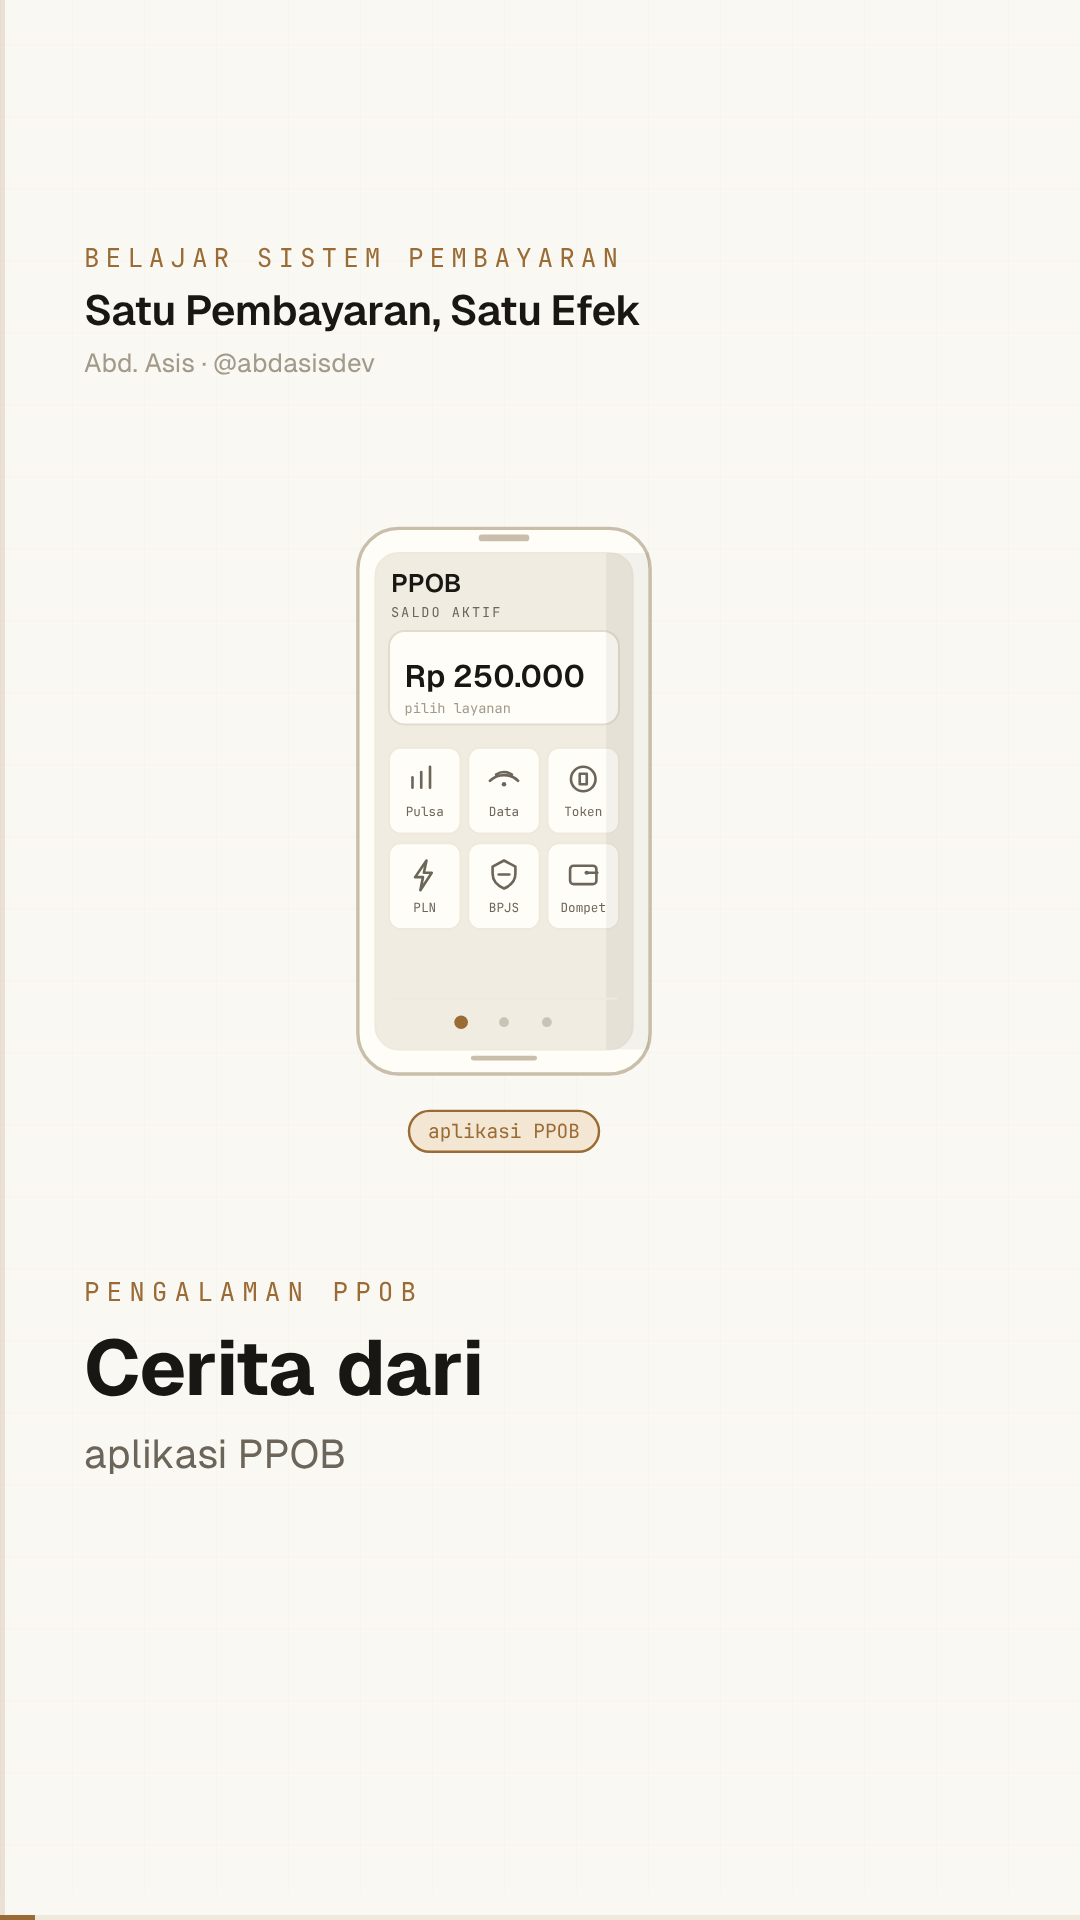 BELAJAR SISTEM PEMBAYARAN
Satu Pembayaran, Satu Efek
Abd. Asis · @abdasisdev
PPOB
SALDO AKTIF
Rp 250.000
pilih layanan
Pulsa
Data
Token
PLN
BPJS
Dompet
aplikasi PPOB
PENGALAMAN PPOB
Cerita dari
aplikasi PPOB